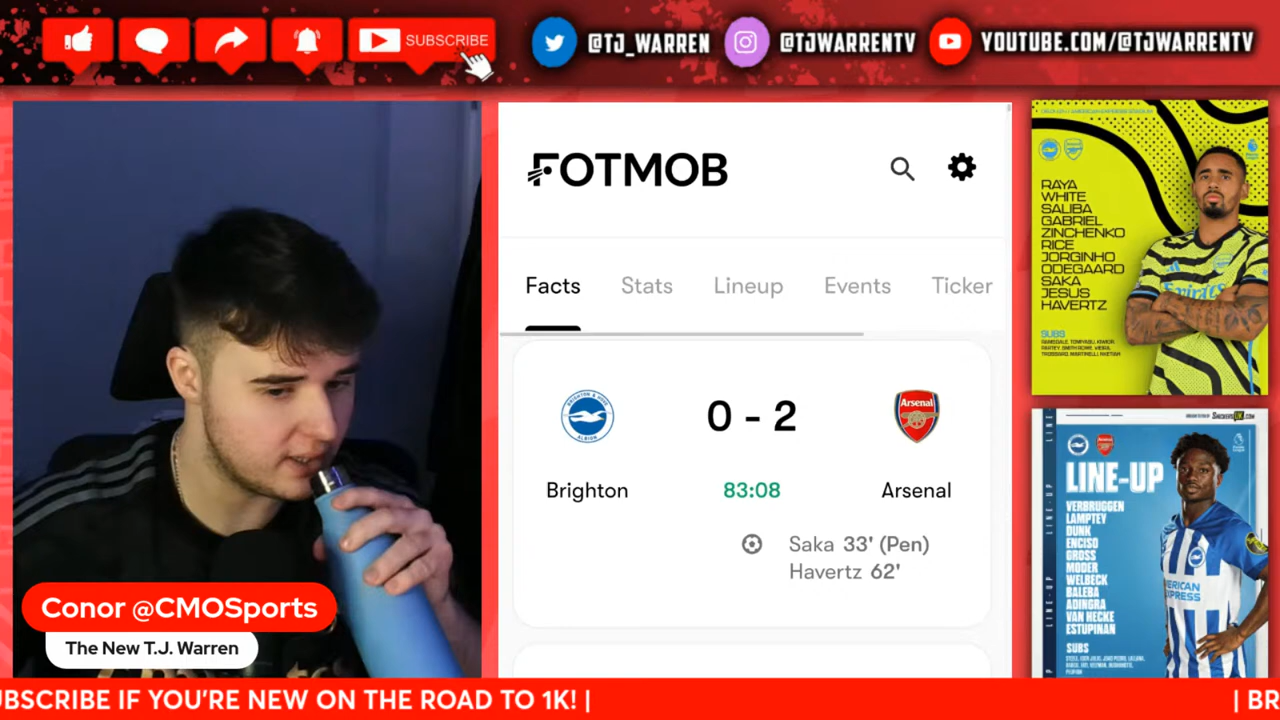 SUBSCRIBE
@TJ_WARREN
@TJWARRENTV
YOUTUBE.COM/@TJWARRENTV
FOTMOB
Facts Stats Lineup Events Ticker
Arsenal
0 - 2
Brighton 83:08 Arsenal
Saka 33' (Pen)
Havertz 62'
RAYA
WHITE
SALIBA
GABRIEL
ZINCHENKO
RICE
JORGINHO
ODEGAARD
SAKA
JESUS
HAVERTZ
SUBS
LINE-UP
VERBRUGGEN
LAMPTEY
DUNK
ENCISO
GROSS
MODER
WELBECK
BALEBA
ADINGRA
VAN HECKE
ESTUPINAN
SUBS
AMERICAN
EXPRESS
Conor @CMOSports
The New T.J. Warren
UBSCRIBE IF YOU'RE NEW ON THE ROAD TO 1K! |
| BR